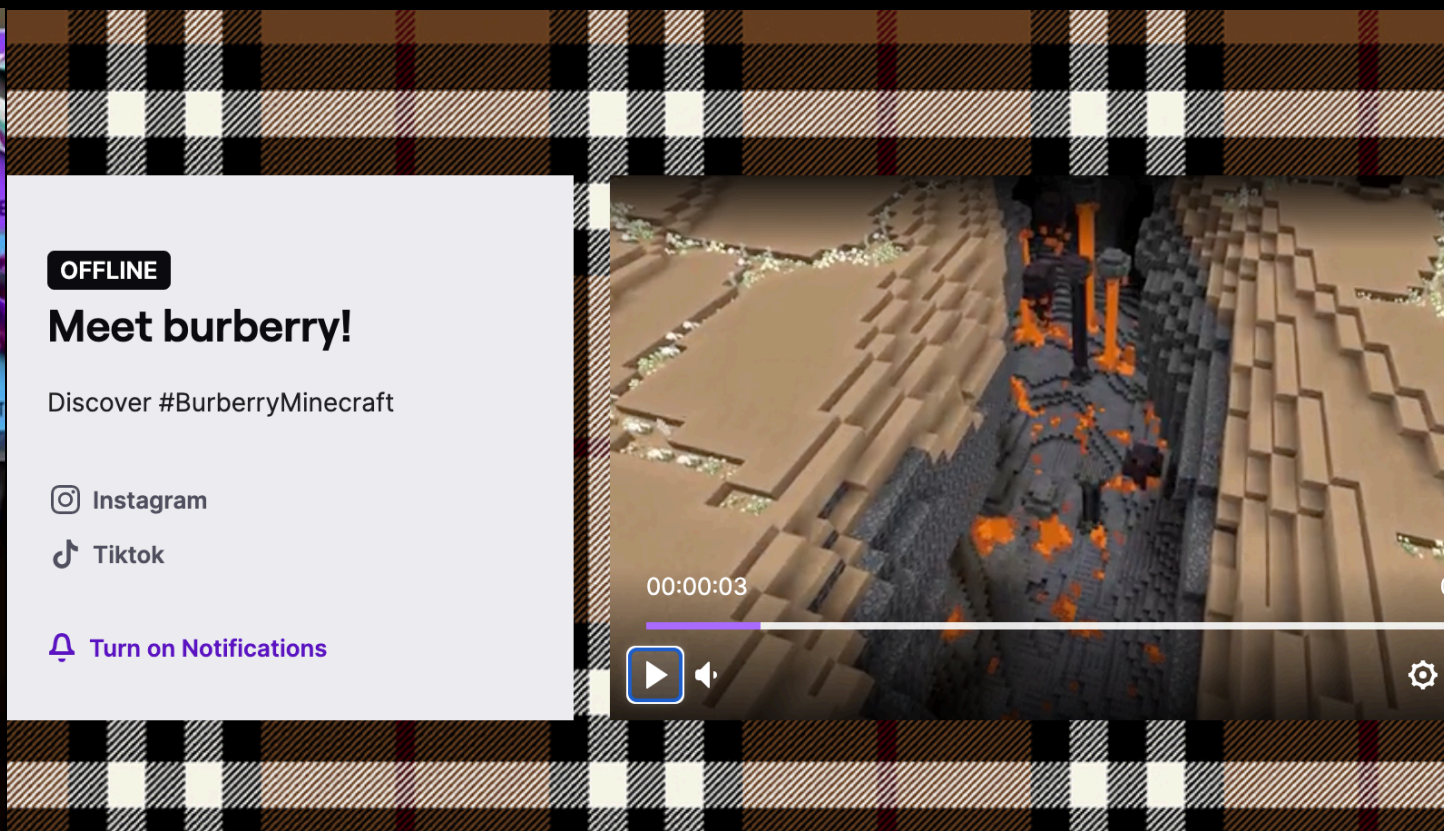 OFFLINE
Meet burberry!
Discover #BurberryMinecraft
Instagram
Tiktok
Turn on Notifications
00:00:03